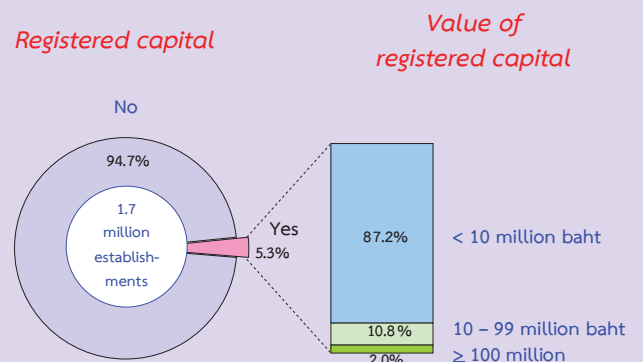 Registered capital
Value of
registered capital
No
94.7%
1.7
million
establish-
ments
Yes
5.3%
87.2%
< 10 million baht
10.8%
10 – 99 million baht
2.0%
≥ 100 million